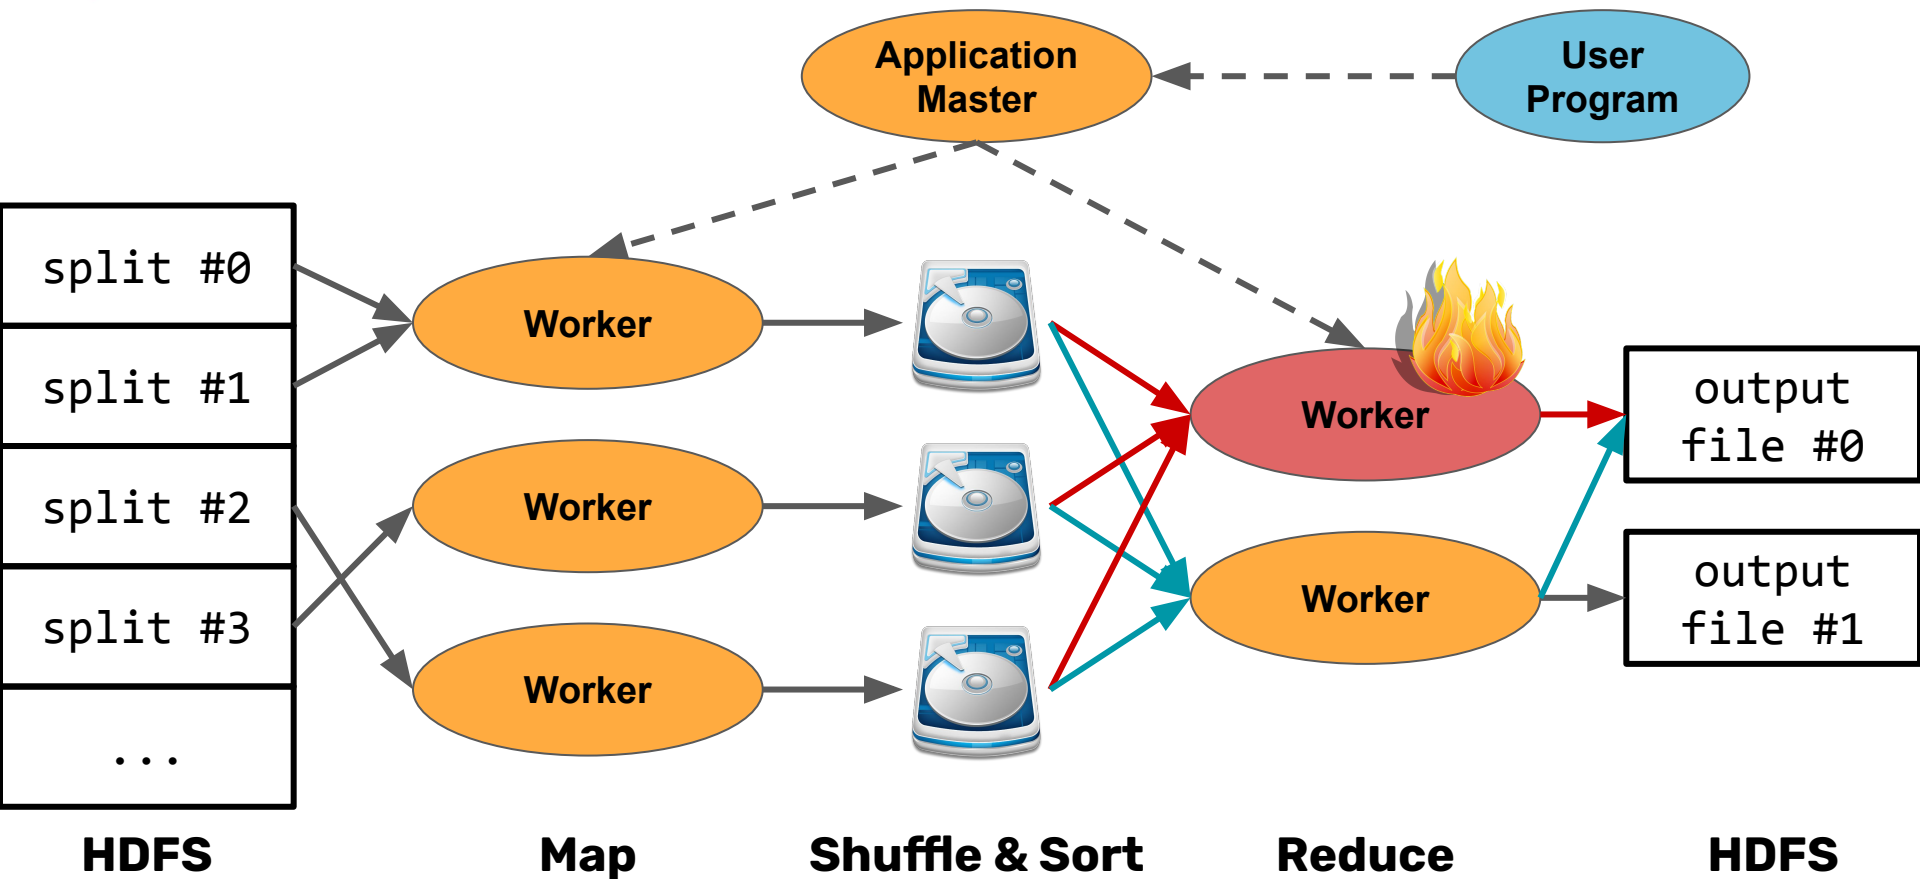 Application
Master
User
Program
split #0
split #1
split #2
split #3
...
Worker
Worker
Worker
Worker
Worker
output
file #0
output
file #1
HDFS
Map
Shuffle & Sort
Reduce
HDFS